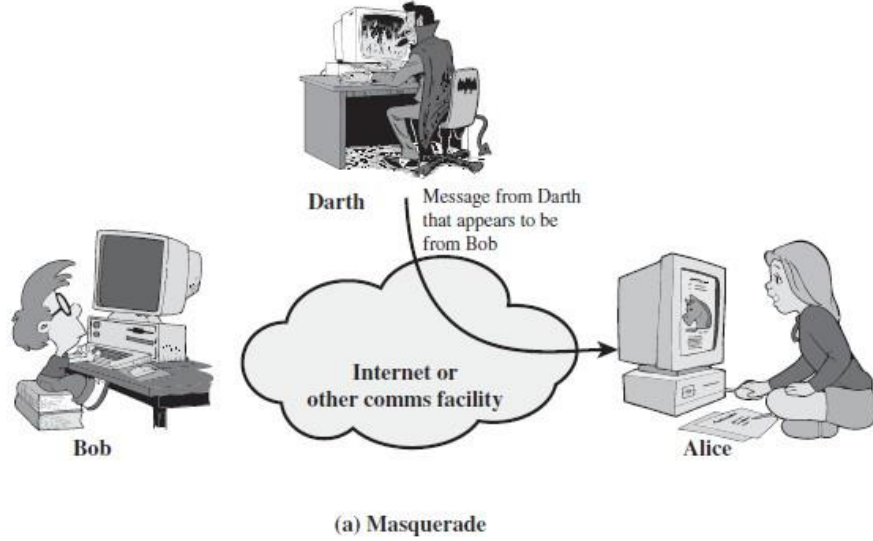 Darth
Message from Darth
that appears to be
from Bob
Internet or
other comms facility
Bob
Alice
(a) Masquerade